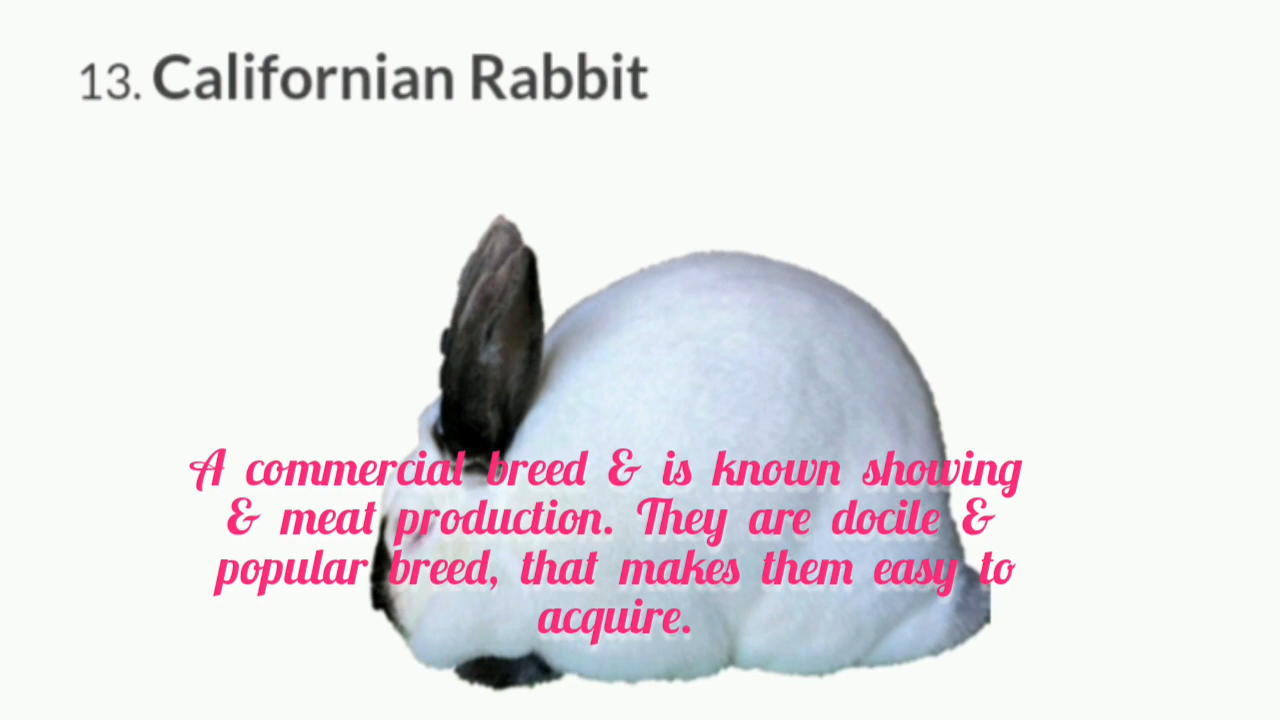 13. Californian Rabbit
A commercial breed & is known showing
& meat production. They are docile &
popular breed, that makes them easy to
acquire.